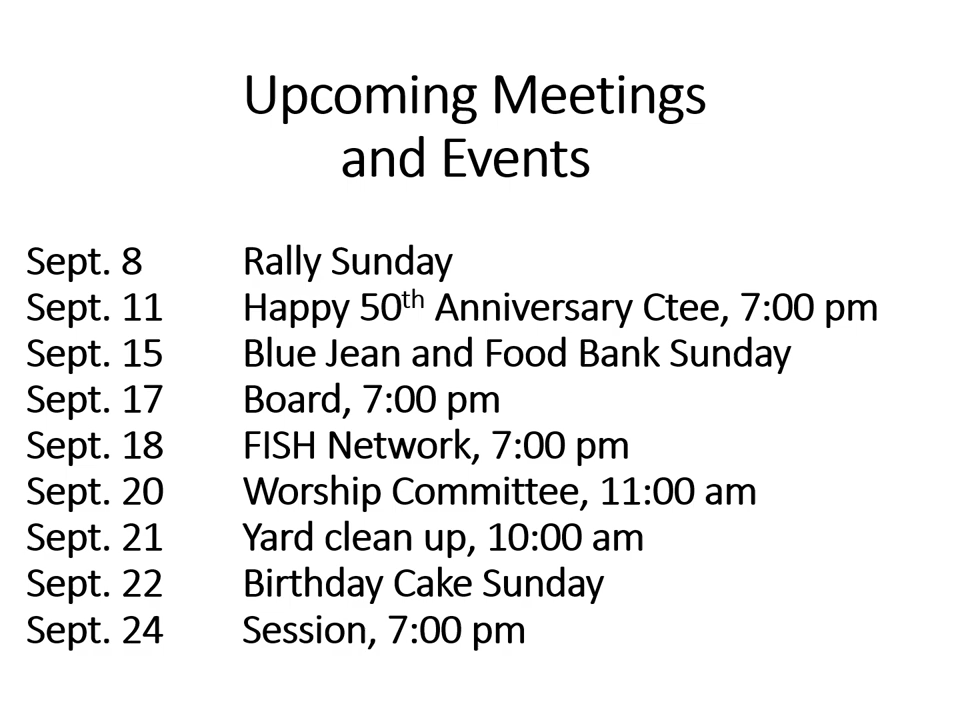 Upcoming Meetings
and Events
Sept. 8 Rally Sunday
Sept. 11 Happy 50th Anniversary Ctee, 7:00 pm
Sept. 15 Blue Jean and Food Bank Sunday
Sept. 17 Board, 7:00 pm
Sept. 18 FISH Network, 7:00 pm
Sept. 20 Worship Committee, 11:00 am
Sept. 21 Yard clean up, 10:00 am
Sept. 22 Birthday Cake Sunday
Sept. 24 Session, 7:00 pm